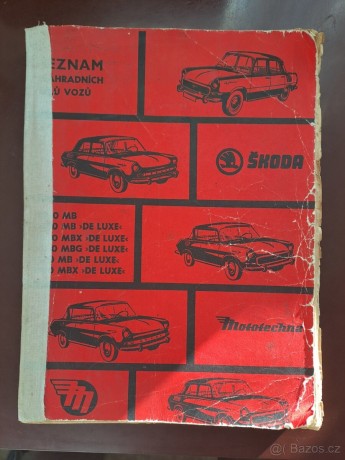 EZNAM
AHRADNÍCH
Ů VOZŮ
ŠKODA
0 MB
0 MB »DE LUXE«
0 MBX »DE LUXE«
0 MBG »DE LUXE«
0 MB »DE LUXE«
0 MBX »DE LUXE«
Mototechna
M
@ Bazos.cz